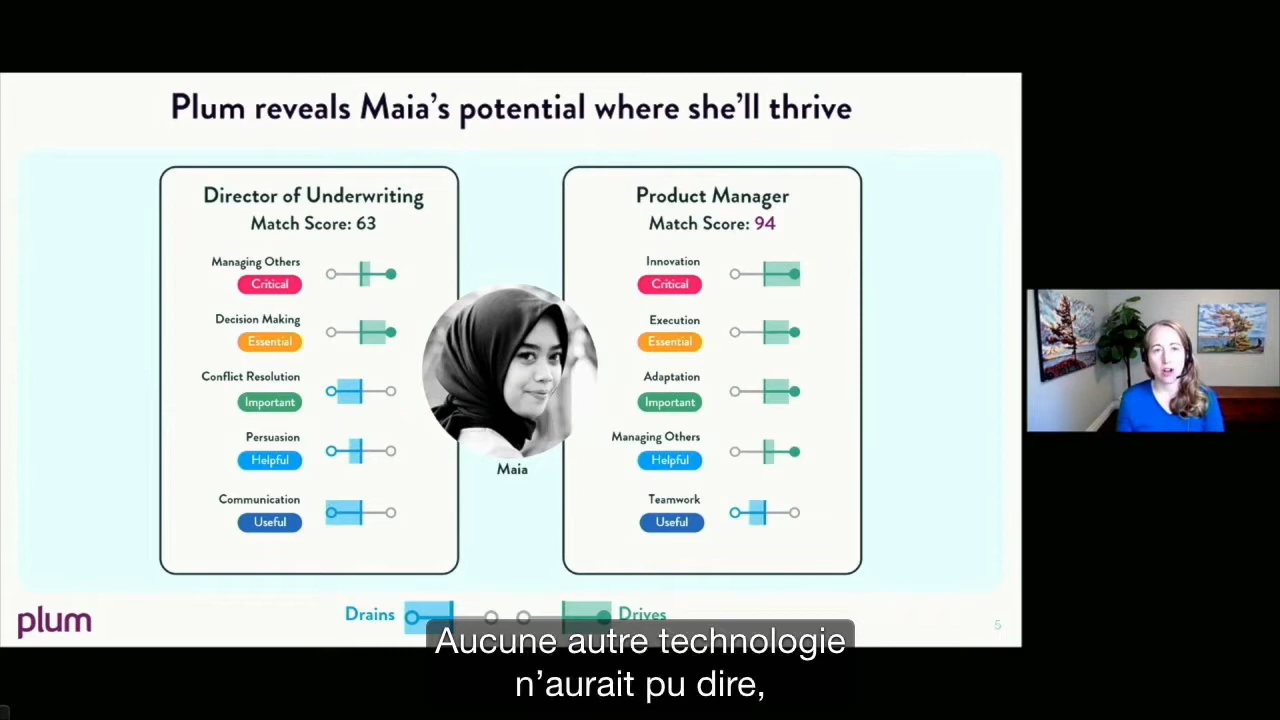 Plum reveals Maia's potential where she'll thrive
Director of Underwriting
Match Score: 63
Managing Others
Critical
Decision Making
Essential
Conflict Resolution
Important
Persuasion
Helpful
Communication
Useful
Maia
Product Manager
Match Score: 94
Innovation
Critical
Execution
Essential
Adaptation
Important
Managing Others
Helpful
Teamwork
Useful
Drains
Drives
plum
5
Aucune autre technologie
n'aurait pu dire,